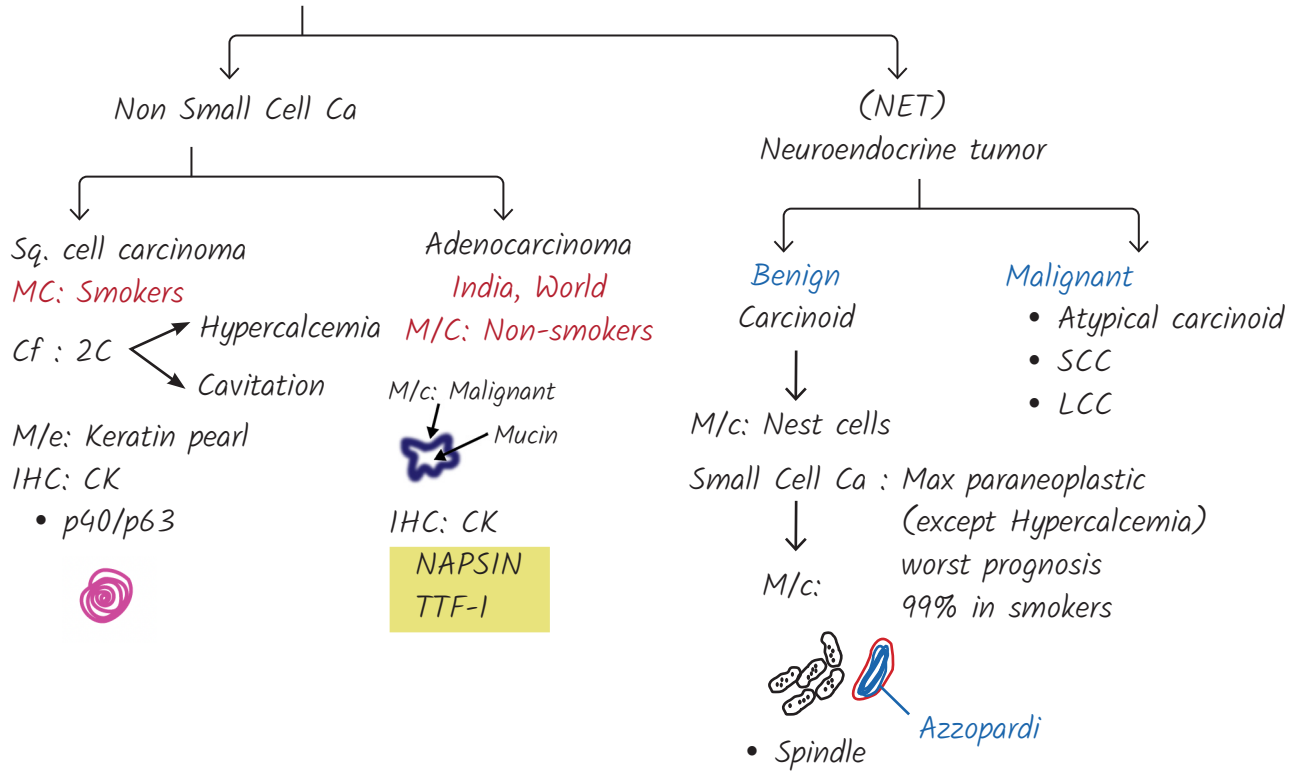 Non Small Cell Ca
(NET)
Neuroendocrine tumor
Sq. cell carcinoma
MC: Smokers
Cf : 2C
Hypercalcemia
Cavitation
M/e: Keratin pearl
IHC: CK
• p40/p63
Adenocarcinoma
India, World
M/C: Non-smokers
M/c: Malignant
Mucin
IHC: CK
NAPSIN
TTF-1
Benign
Carcinoid
M/c: Nest cells
Malignant
• Atypical carcinoid
• SCC
• LCC
Small Cell Ca : Max paraneoplastic
(except Hypercalcemia)
worst prognosis
99% in smokers
M/c:
Azzopardi
• Spindle